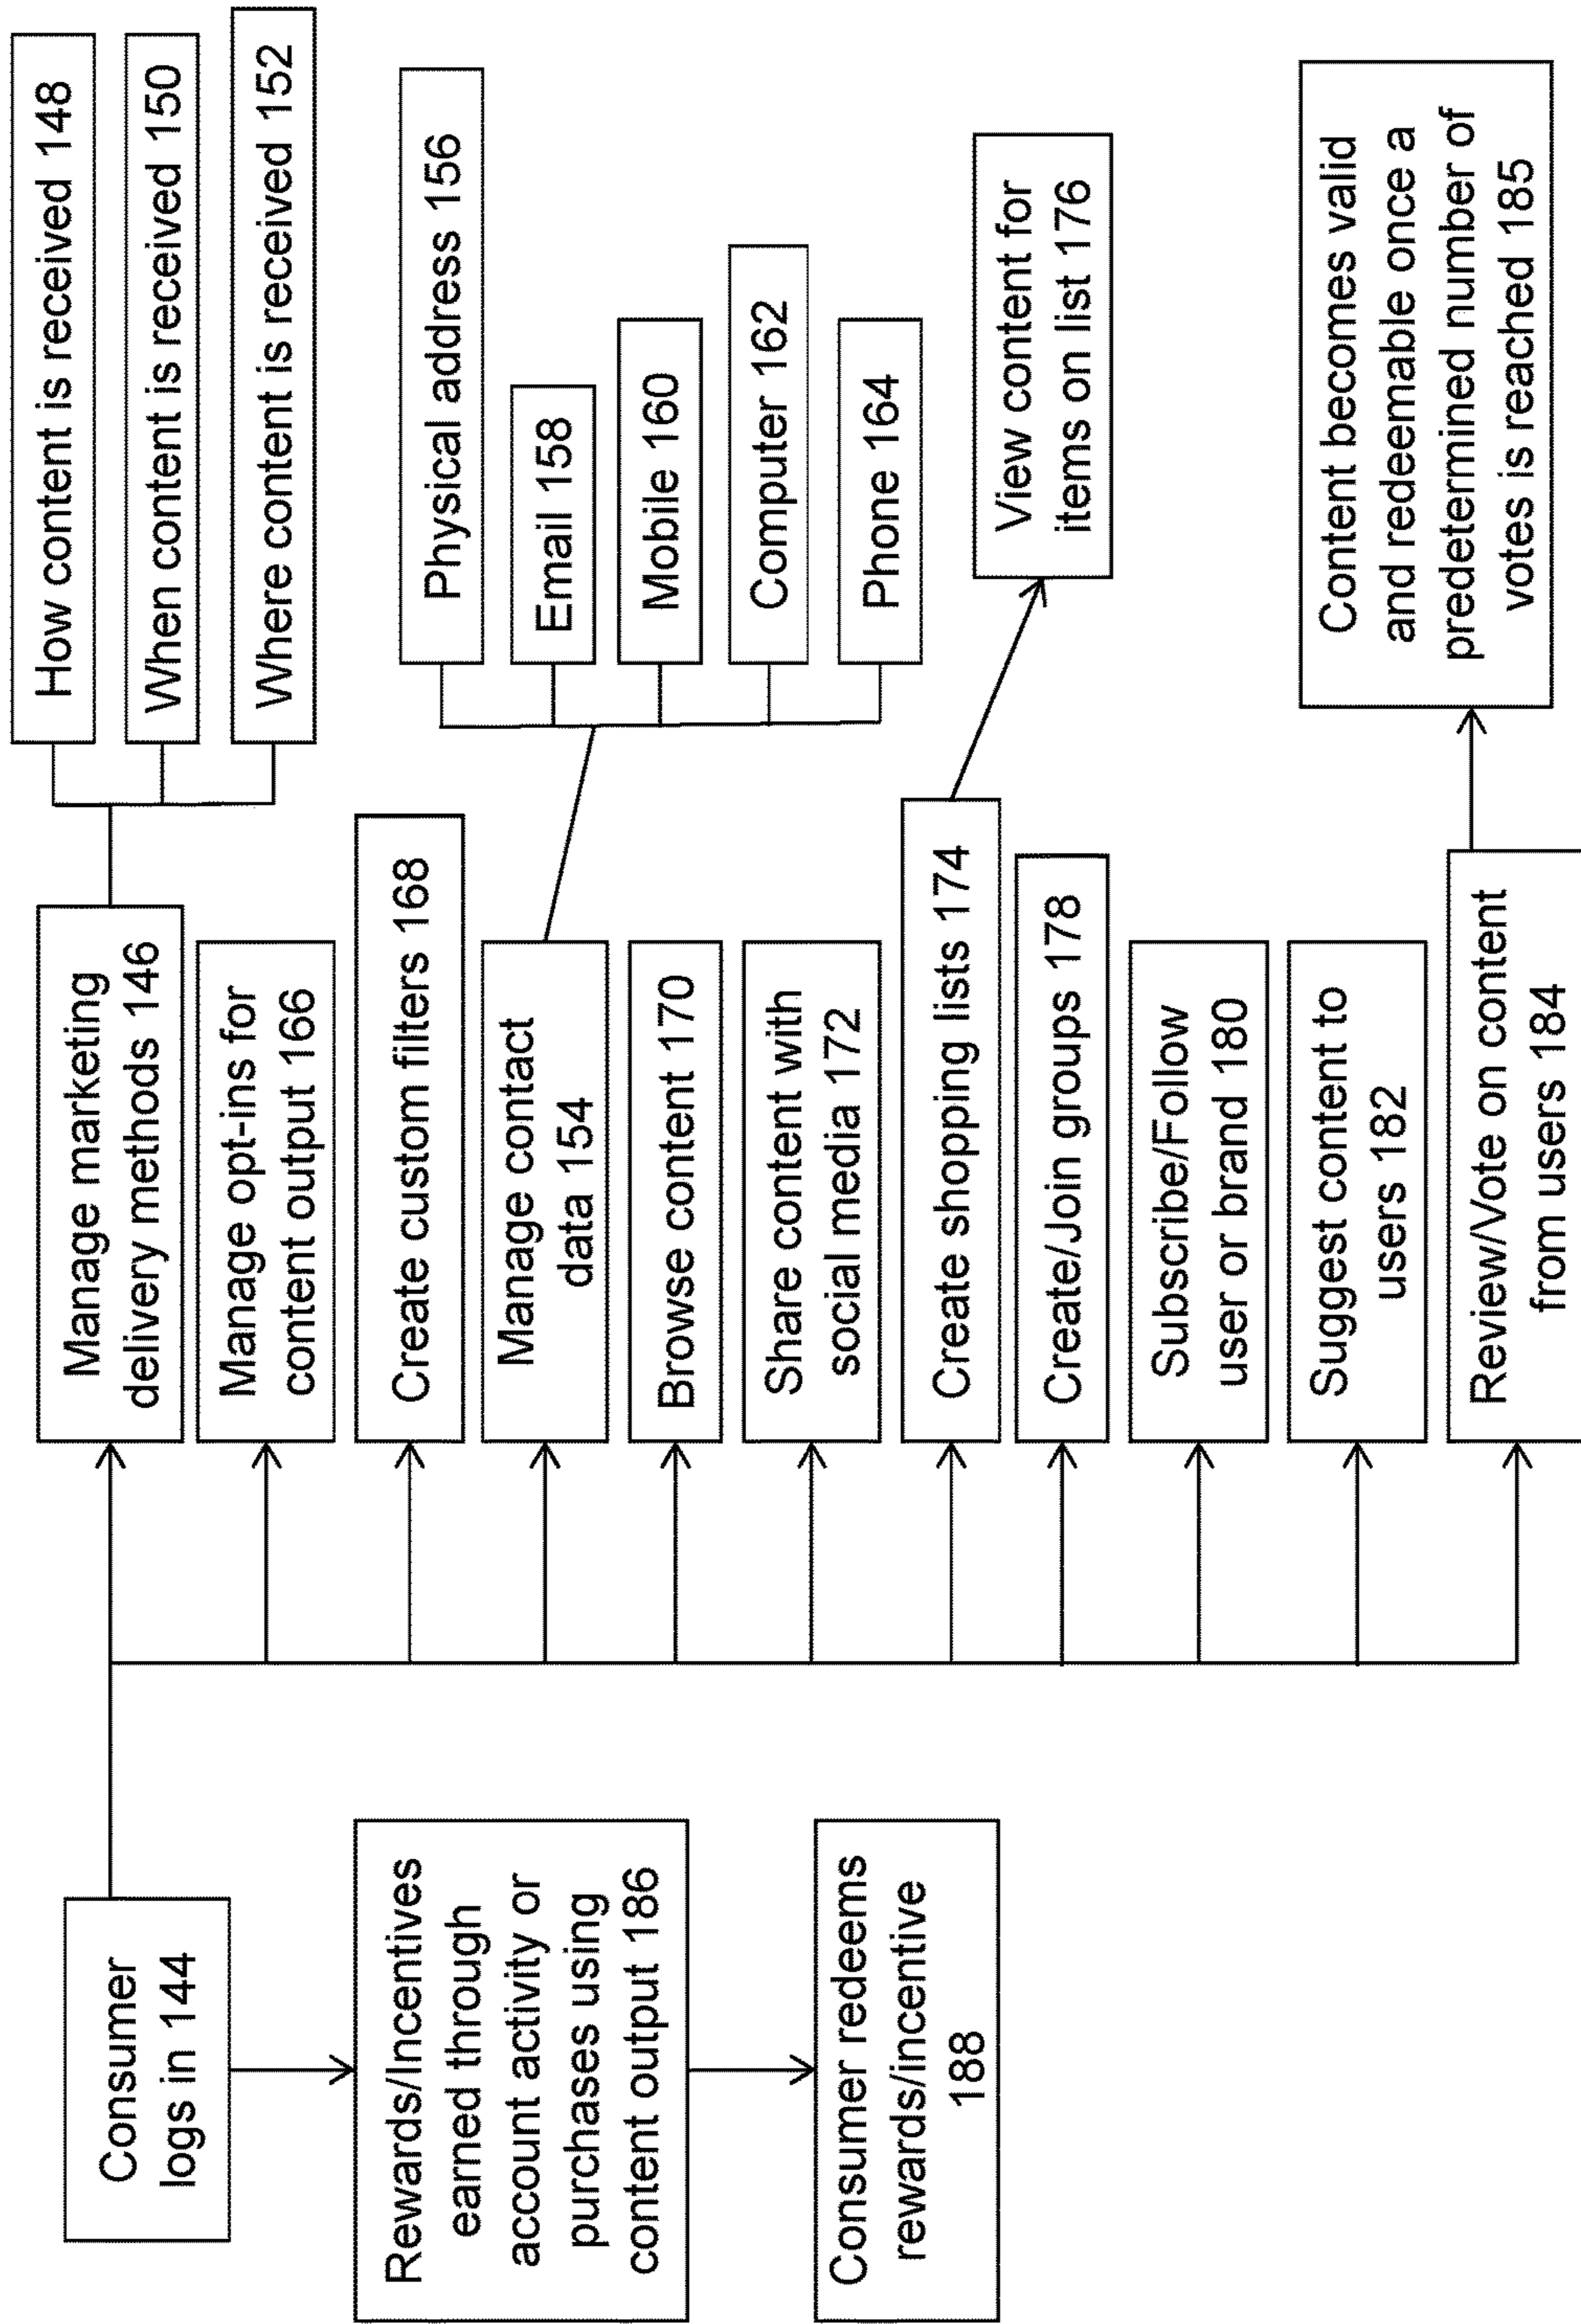 Consumer
logs in 144
Rewards/Incentives
earned through
account activity or
purchases using
content output 186
Consumer redeems
rewards/incentive
188
Manage marketing
delivery methods 146
Manage opt-ins for
content output 166
Create custom filters 168
Manage contact
data 154
Browse content 170
Share content with
social media 172
Create shopping lists 174
Create/Join groups 178
Subscribe/Follow
user or brand 180
Suggest content to
users 182
Review/Vote on content
from users 184
How content is received 148
When content is received 150
Where content is received 152
Physical address 156
Email 158
Mobile 160
Computer 162
Phone 164
View content for
items on list 176
Content becomes valid
and redeemable once a
predetermined number of
votes is reached 185